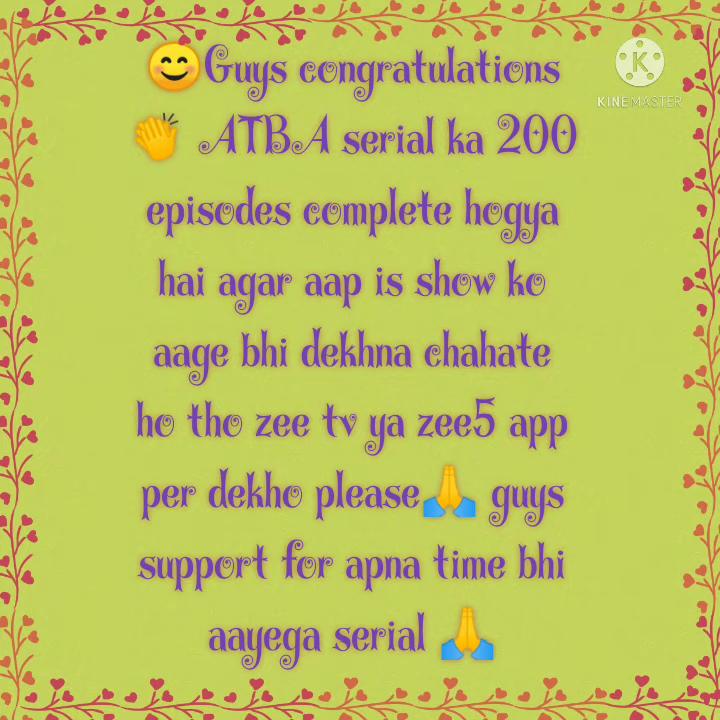 😊Guys congratulations
👏 ATBA serial ka 200
episodes complete hogya
hai agar aap is show ko
aage bhi dekhna chahate
ho tho zee tv ya zee5 app
per dekho please🙏 guys
support for apna time bhi
aayega serial 🙏
K
KINEMASTER